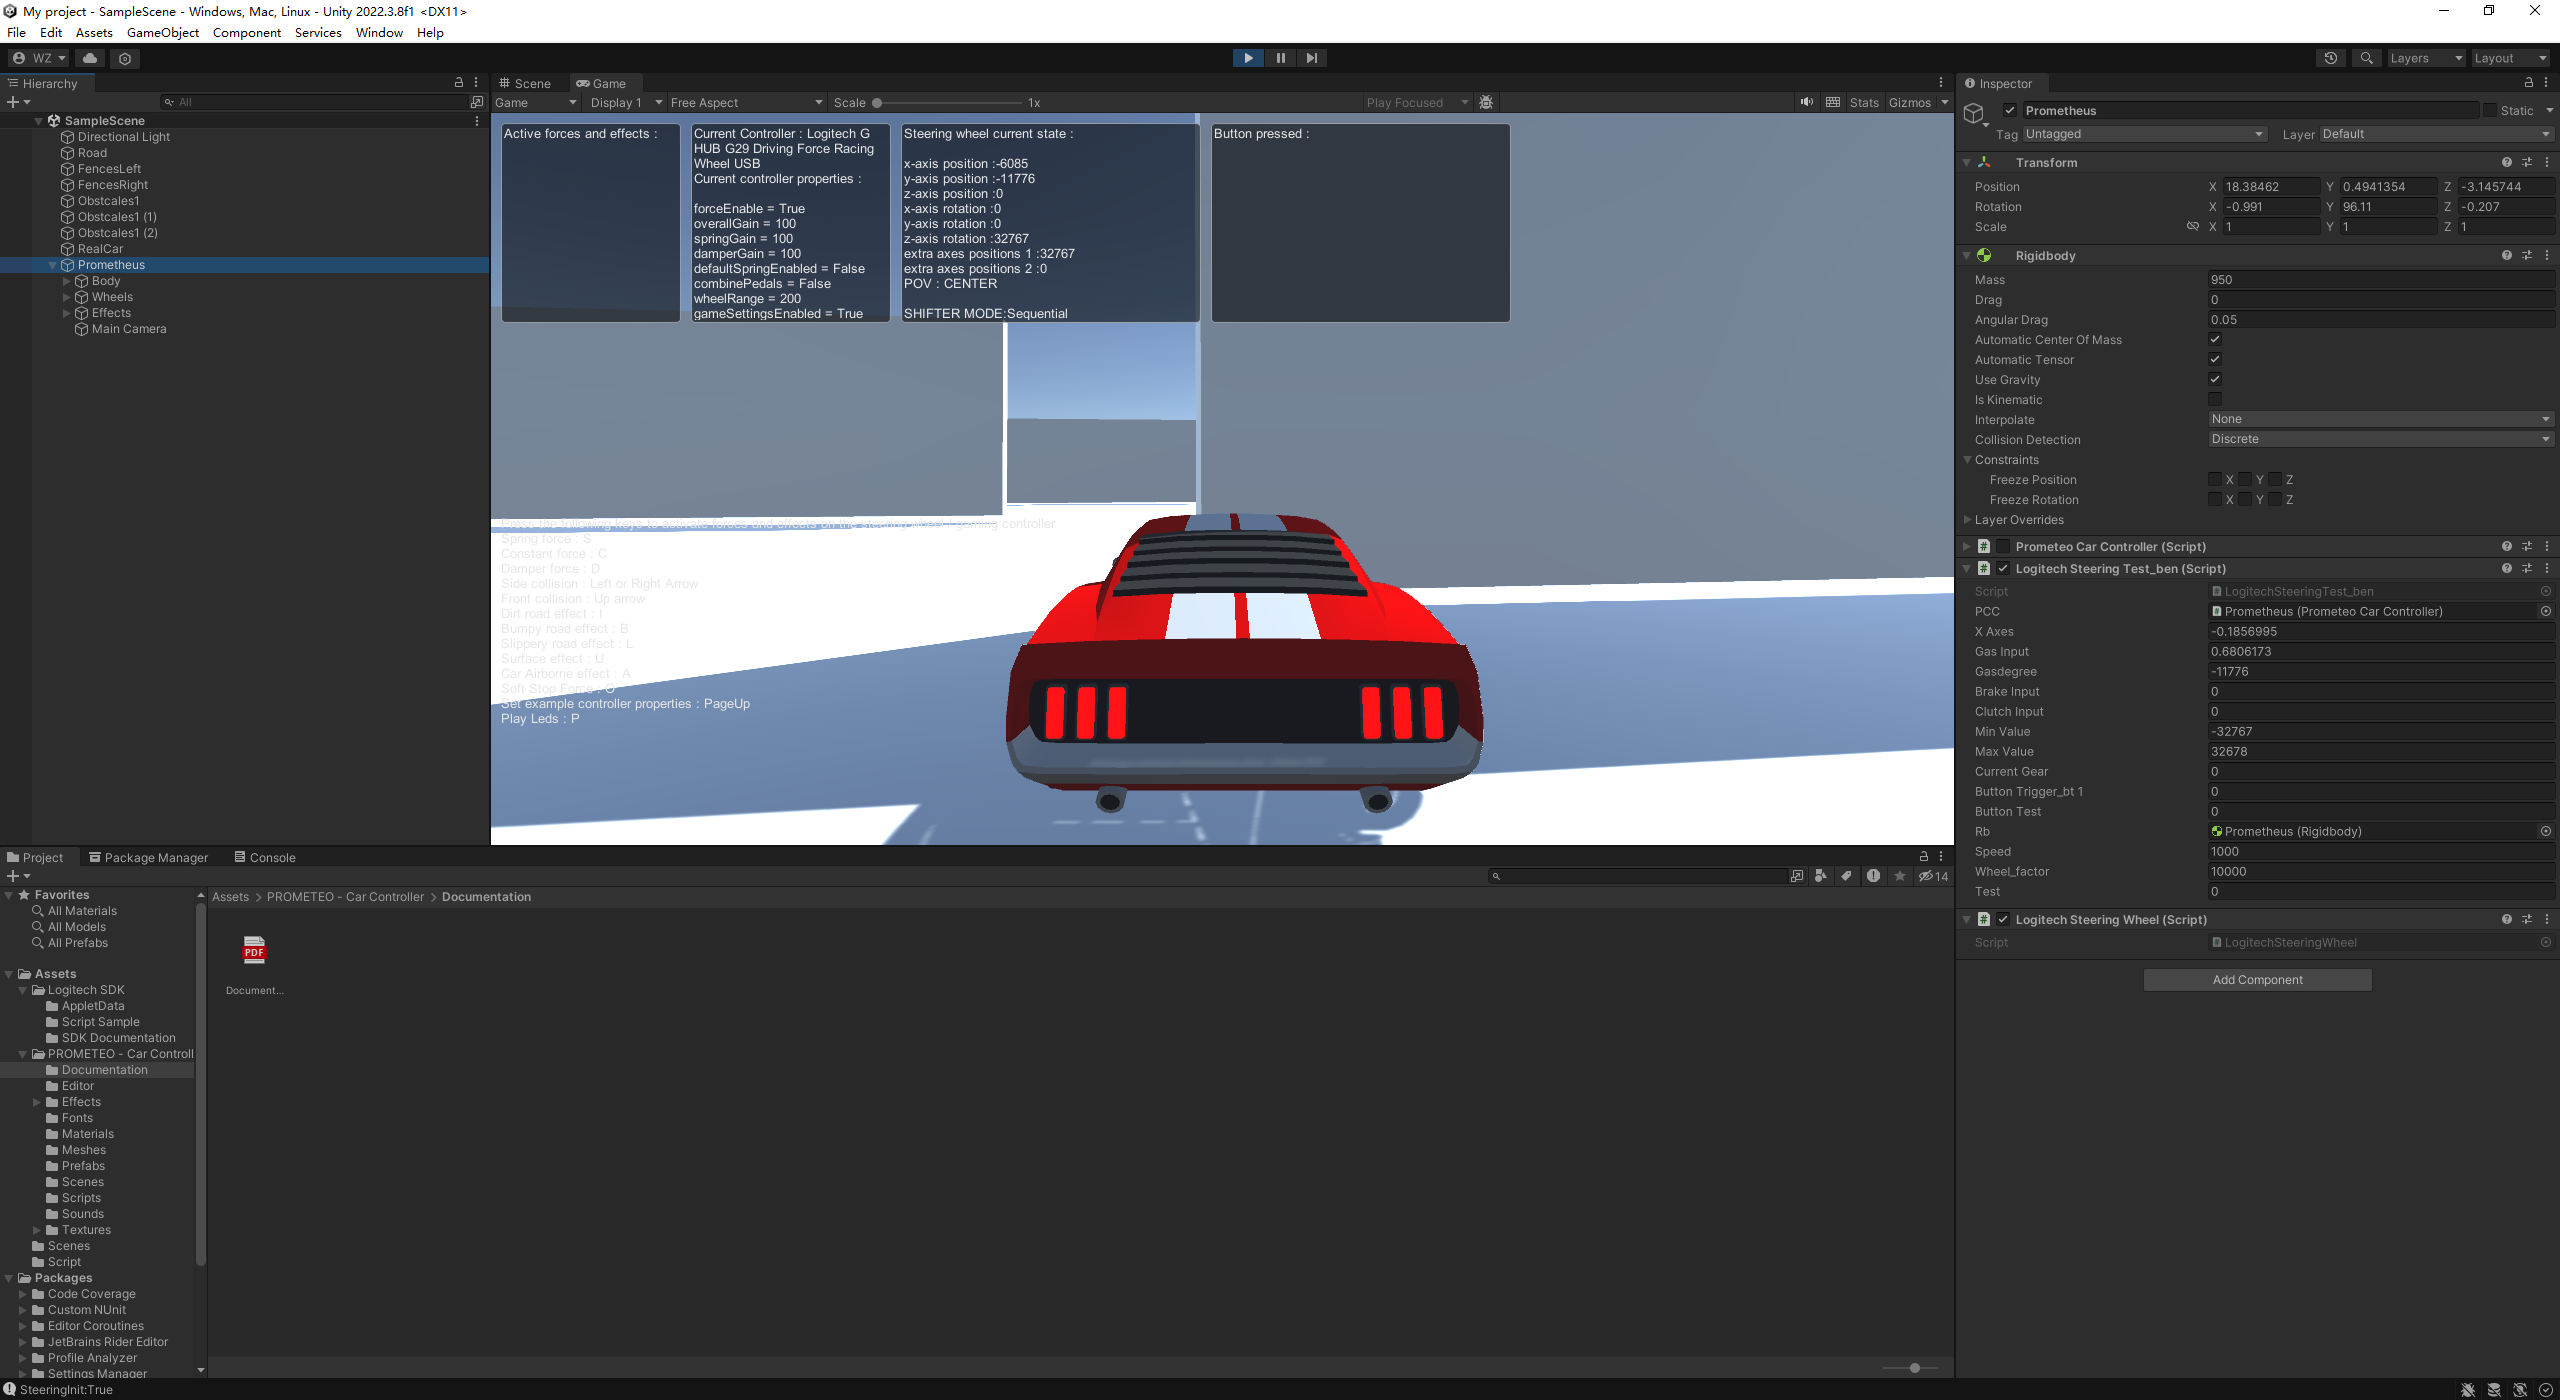 My project - SampleScene - Windows, Mac, Linux - Unity 2022.3.8f1 <DX11>
File Edit Assets GameObject Component Services Window Help
WZ Layers Layout
Hierarchy
All
SampleScene
Directional Light
Road
FencesLeft
FencesRight
Obstcales1
Obstcales1 (1)
Obstcales1 (2)
RealCar
Prometheus
Body
Wheels
Effects
Main Camera
Scene Game
Game Display 1 Free Aspect Scale 1x Play Focused Stats Gizmos
Active forces and effects :
Current Controller : Logitech G
HUB G29 Driving Force Racing
Wheel USB
Current controller properties :
forceEnable = True
overallGain = 100
springGain = 100
damperGain = 100
defaultSpringEnabled = False
combinePedals = False
wheelRange = 200
gameSettingsEnabled = True
Steering wheel current state :
x-axis position :-6085
y-axis position :-11776
z-axis position :0
x-axis rotation :0
y-axis rotation :0
z-axis rotation :32767
extra axes positions 1 :32767
extra axes positions 2 :0
POV : CENTER
SHIFTER MODE:Sequential
Button pressed :
Press the following keys to activate forces and effects on the steering wheel / gaming controller
Spring force : S
Constant force : C
Damper force : D
Side collision : Left or Right Arrow
Front collision : Up arrow
Dirt road effect : I
Bumpy road effect : B
Slippery road effect : L
Surface effect : U
Car Airborne effect : A
Soft Stop Force : O
Set example controller properties : PageUp
Play Leds : P
Inspector
Prometheus Static
Tag Untagged Layer Default
Transform
Position X 18.38462 Y 0.4941354 Z -3.145744
Rotation X -0.991 Y 96.11 Z -0.207
Scale X 1 Y 1 Z 1
Rigidbody
Mass 950
Drag 0
Angular Drag 0.05
Automatic Center Of Mass
Automatic Tensor
Use Gravity
Is Kinematic
Interpolate None
Collision Detection Discrete
Constraints
Freeze Position X Y Z
Freeze Rotation X Y Z
Layer Overrides
Prometeo Car Controller (Script)
Logitech Steering Test_ben (Script)
Script LogitechSteeringTest_ben
PCC Prometheus (Prometeo Car Controller)
X Axes -0.1856995
Gas Input 0.6806173
Gasdegree -11776
Brake Input 0
Clutch Input 0
Min Value -32767
Max Value 32678
Current Gear 0
Button Trigger_bt 1 0
Button Test 0
Rb Prometheus (Rigidbody)
Speed 1000
Wheel_factor 10000
Test 0
Logitech Steering Wheel (Script)
Script LogitechSteeringWheel
Add Component
Project Package Manager Console
14
Favorites
All Materials
All Models
All Prefabs
Assets
Logitech SDK
AppletData
Script Sample
SDK Documentation
PROMETEO - Car Controll
Documentation
Editor
Effects
Fonts
Materials
Meshes
Prefabs
Scenes
Scripts
Sounds
Textures
Scenes
Script
Packages
Code Coverage
Custom NUnit
Editor Coroutines
JetBrains Rider Editor
Profile Analyzer
Settings Manager
Assets > PROMETEO - Car Controller > Documentation
PDF
Document...
SteeringInit:True